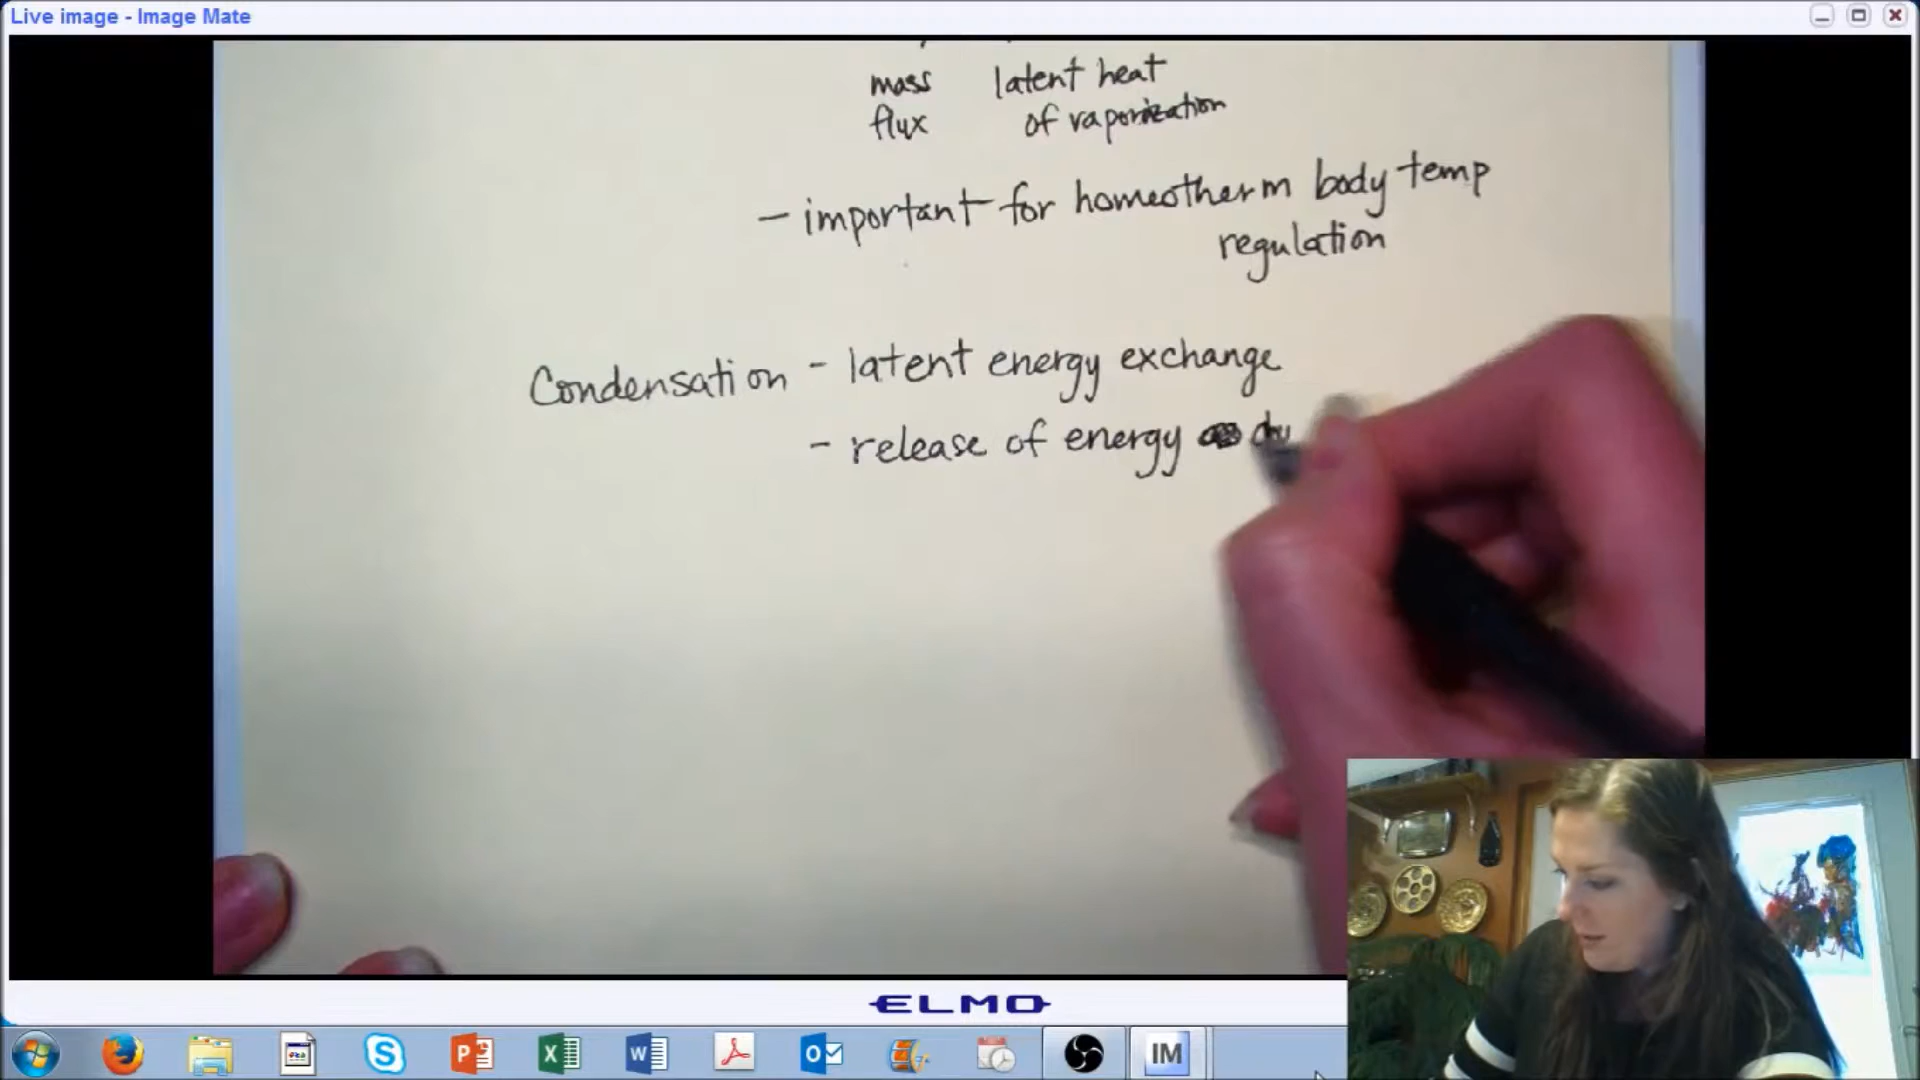 Live image - Image Mate
mass latent heat
flux of vaporization
- important for homeotherm body temp
regulation
Condensation - latent energy exchange
- release of energy
ELMO
IM